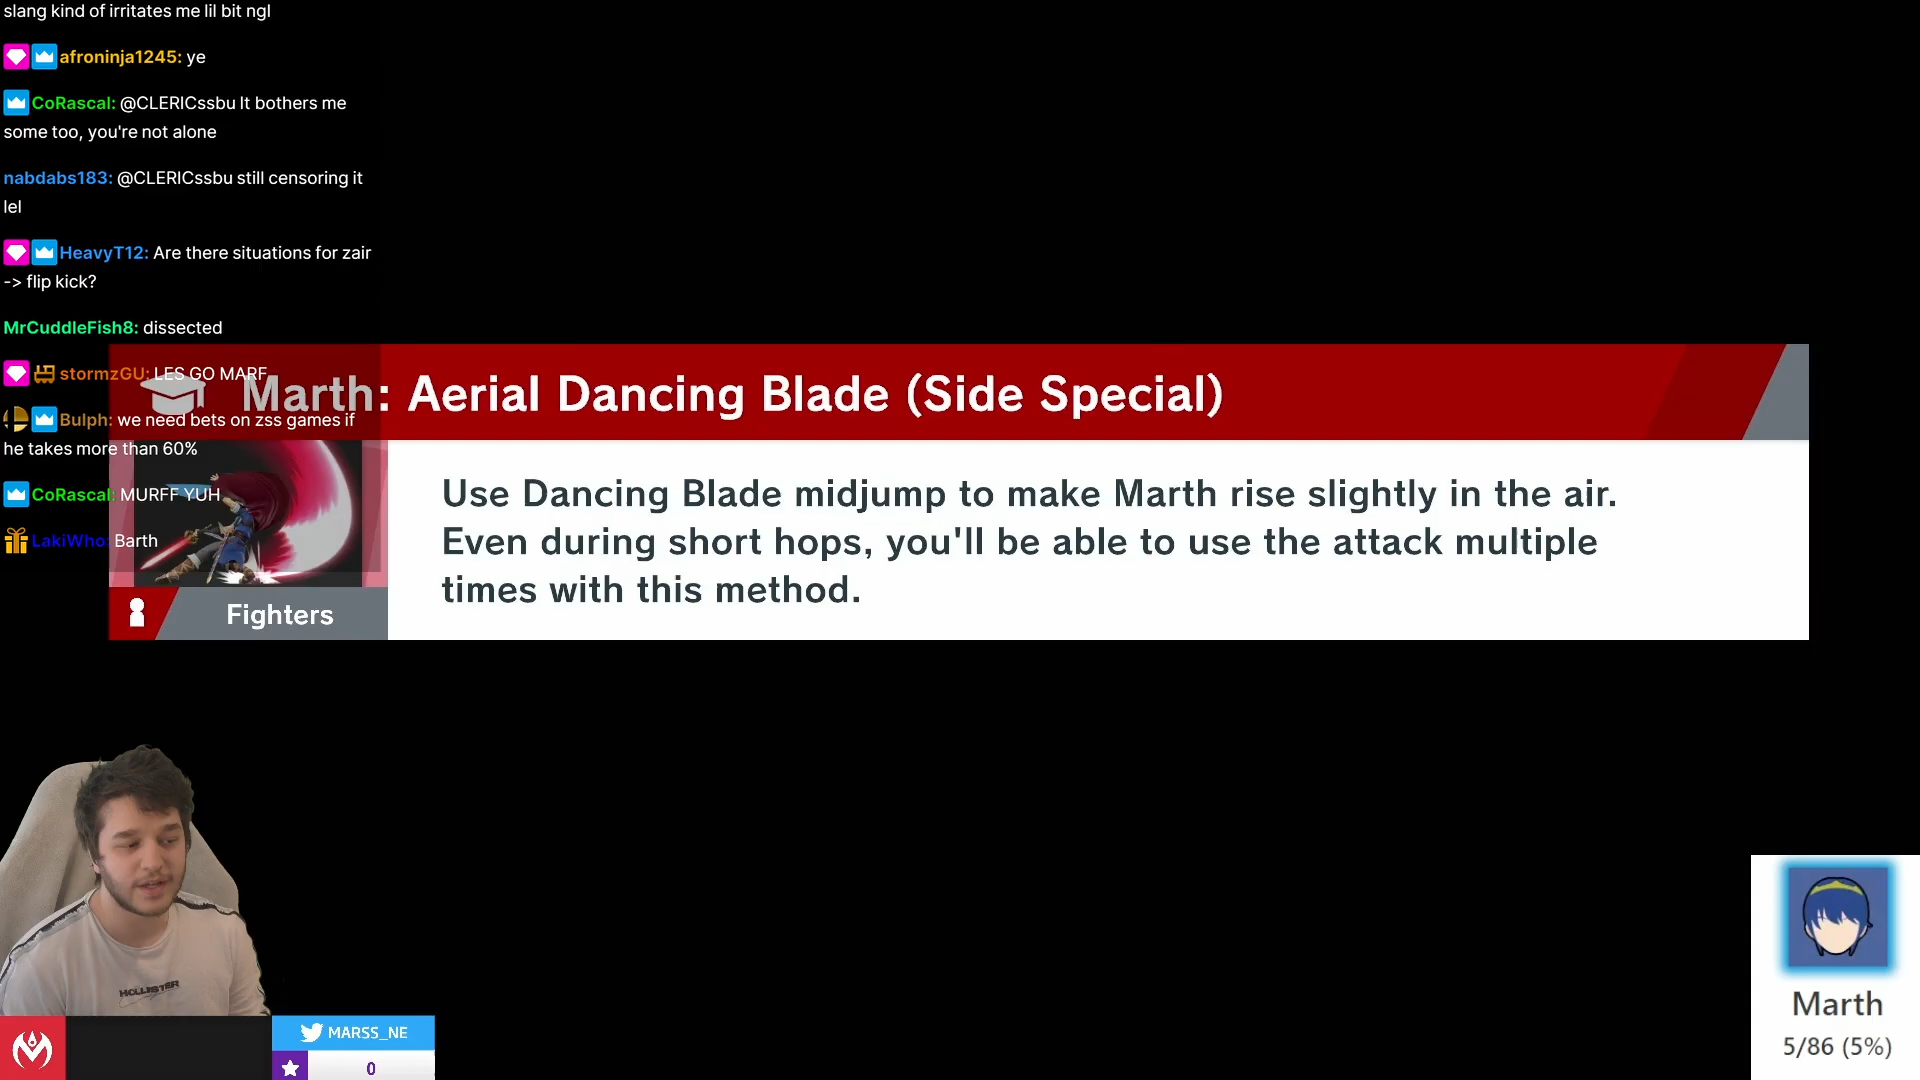 slang kind of irritates me lil bit ngl
afroninja1245: ye
CoRascal: @CLERICssbu It bothers me
some too, you're not alone
nabdabs183: @CLERICssbu still censoring it
lel
HeavyT12: Are there situations for zair
-> flip kick?
MrCuddleFish8: dissected
stormzGU: LES GO MARF
Bulph: we need bets on zss games if
he takes more than 60%
CoRascal: MURFF YUH
LakiWho: Barth
Marth: Aerial Dancing Blade (Side Special)
Use Dancing Blade midjump to make Marth rise slightly in the air.
Even during short hops, you'll be able to use the attack multiple
times with this method.
Fighters
HOLLISTER
MARSS_NE
0
Marth
5/86 (5%)